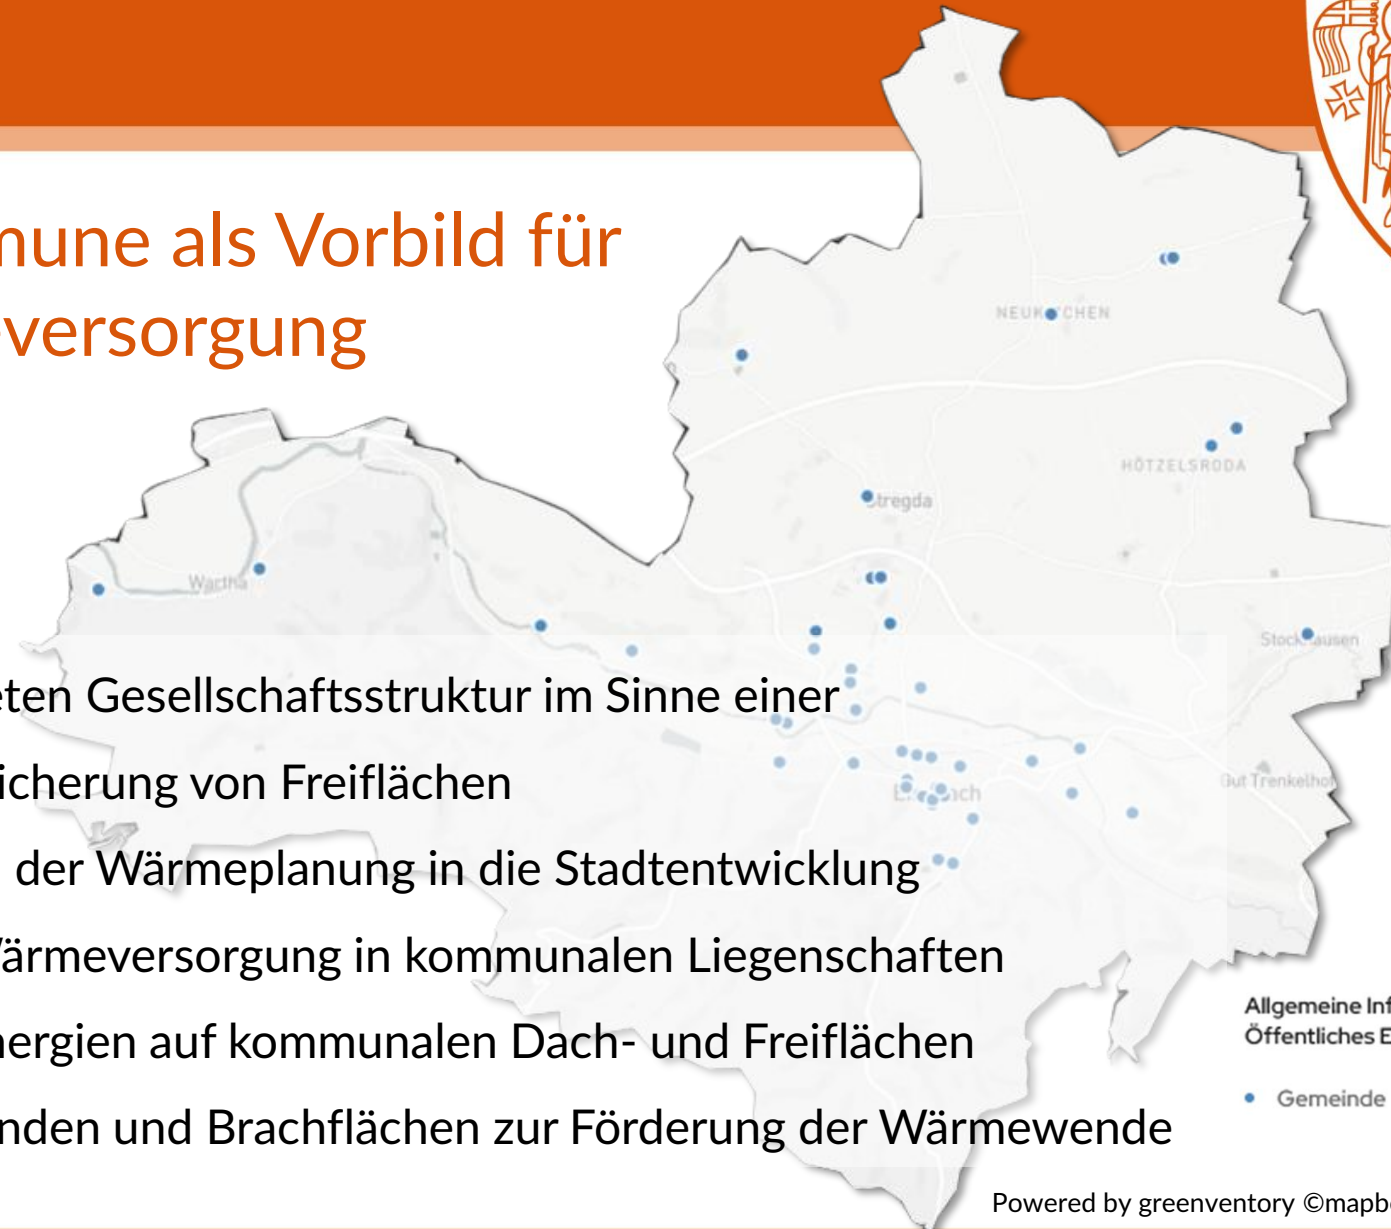 mune als Vorbild für
versorgung
NEUKIRCHEN
HÖTZELSRODA
Stregda
Wartha
Stockhausen
eten Gesellschaftsstruktur im Sinne einer
icherung von Freiflächen
Gut Trenkelhof
Eisenach
der Wärmeplanung in die Stadtentwicklung
Wärmeversorgung in kommunalen Liegenschaften
Allgemeine Inf
Öffentliches E
nergien auf kommunalen Dach- und Freiflächen
Gemeinde
nden und Brachflächen zur Förderung der Wärmewende
Powered by greenventory ©mapb